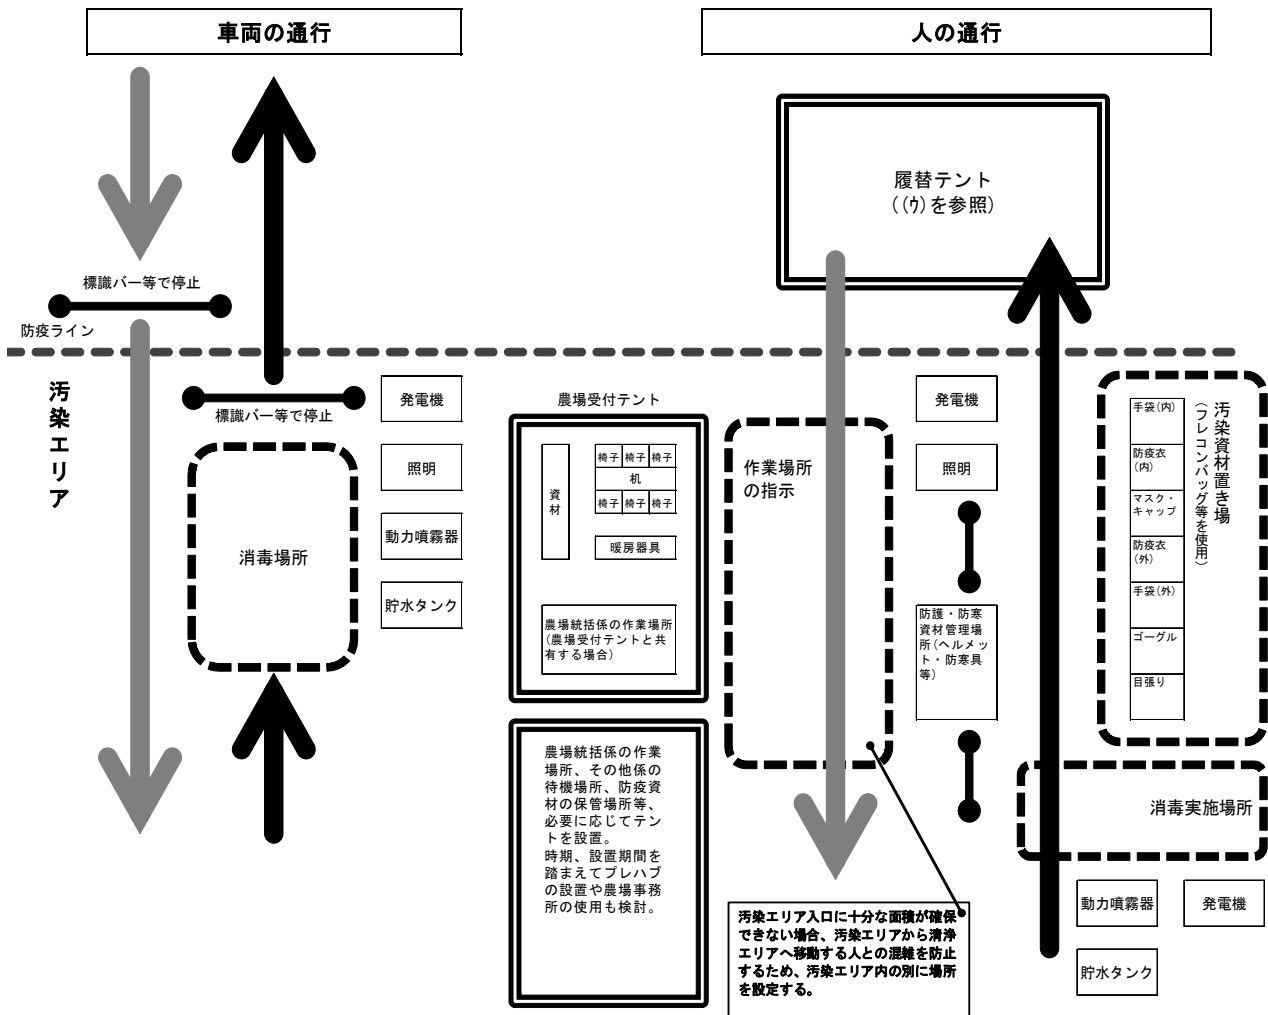 車両の通行
人の通行
履替テント
((ｳ)を参照)
標識バー等で停止
防疫ライン
汚染エリア
標識バー等で停止
消毒場所
発電機
照明
動力噴霧器
貯水タンク
農場受付テント
資材
椅子 椅子 椅子
机
椅子 椅子 椅子
暖房器具
農場統括係の作業場所
(農場受付テントと共
有する場合)
農場統括係の作業
場所、その他係の
待機場所、防疫資
材の保管場所等、
必要に応じてテン
トを設置。
時期、設置期間を
踏まえてプレハブ
の設置や農場事務
所の使用も検討。
作業場所
の指示
発電機
照明
防護・防寒
資材管理場
所(ヘルメッ
ト・防寒具
等)
汚染エリア入口に十分な面積が確保
できない場合、汚染エリアから清浄
エリアへ移動する人との混雑を防止
するため、汚染エリア内の別に場所
を設定する。
汚染資材置き場
(フレコンバッグ等を使用)
手袋(内)
防疫衣
(内)
マスク・
キャップ
防疫衣
(外)
手袋(外)
ゴーグル
目張り
消毒実施場所
動力噴霧器
発電機
貯水タンク